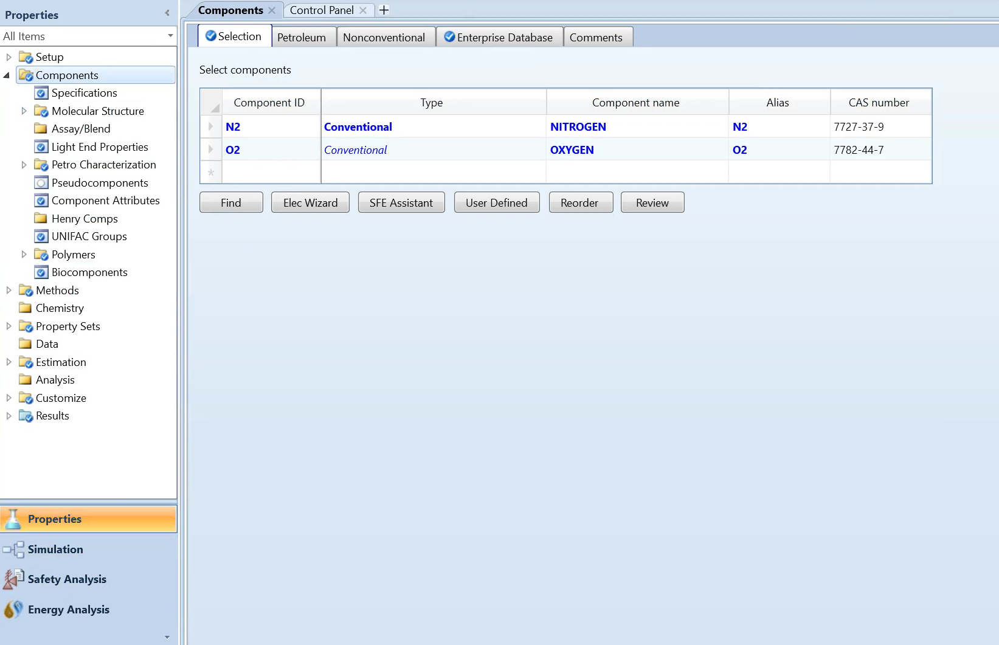 Properties
All Items
Setup
Components
Specifications
Molecular Structure
Assay/Blend
Light End Properties
Petro Characterization
Pseudocomponents
Component Attributes
Henry Comps
UNIFAC Groups
Polymers
Biocomponents
Methods
Chemistry
Property Sets
Data
Estimation
Analysis
Customize
Results
Properties
Simulation
Safety Analysis
Energy Analysis
Components Control Panel
Selection Petroleum Nonconventional Enterprise Database Comments
Select components
Component ID Type Component name Alias CAS number
N2 Conventional NITROGEN N2 7727-37-9
O2 Conventional OXYGEN O2 7782-44-7
Find Elec Wizard SFE Assistant User Defined Reorder Review